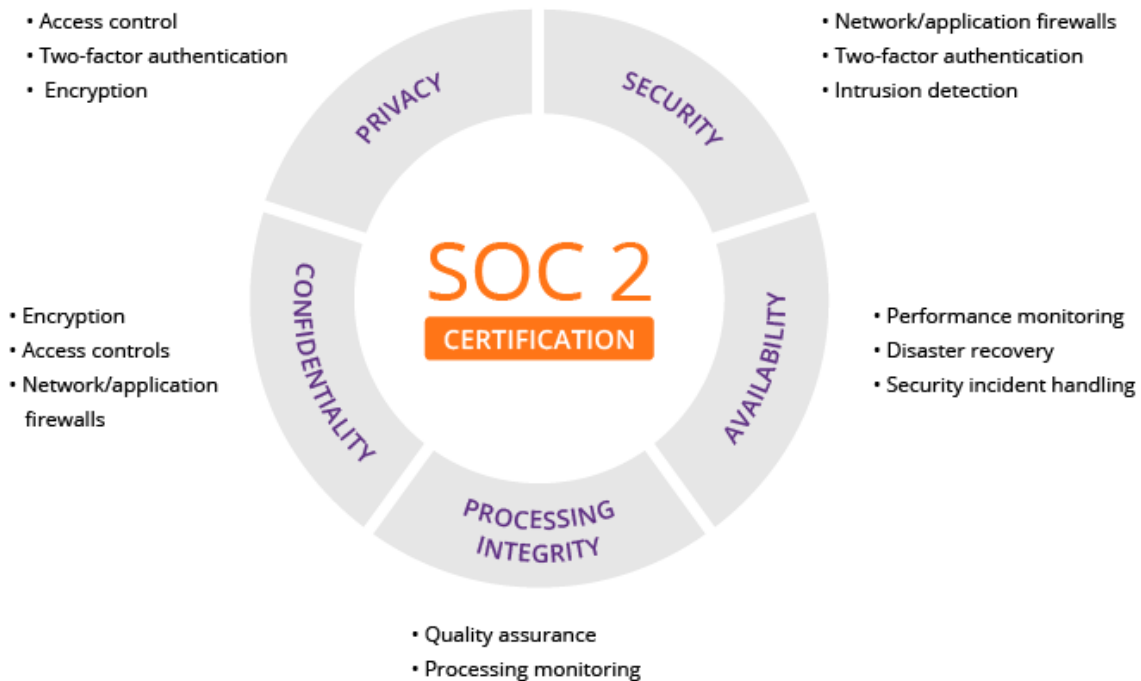 • Access control
• Two-factor authentication
• Encryption
PRIVACY
SECURITY
• Network/application firewalls
• Two-factor authentication
• Intrusion detection
SOC 2
CERTIFICATION
CONFIDENTIALITY
• Encryption
• Access controls
• Network/application
firewalls
AVAILABILITY
• Performance monitoring
• Disaster recovery
• Security incident handling
PROCESSING
INTEGRITY
• Quality assurance
• Processing monitoring